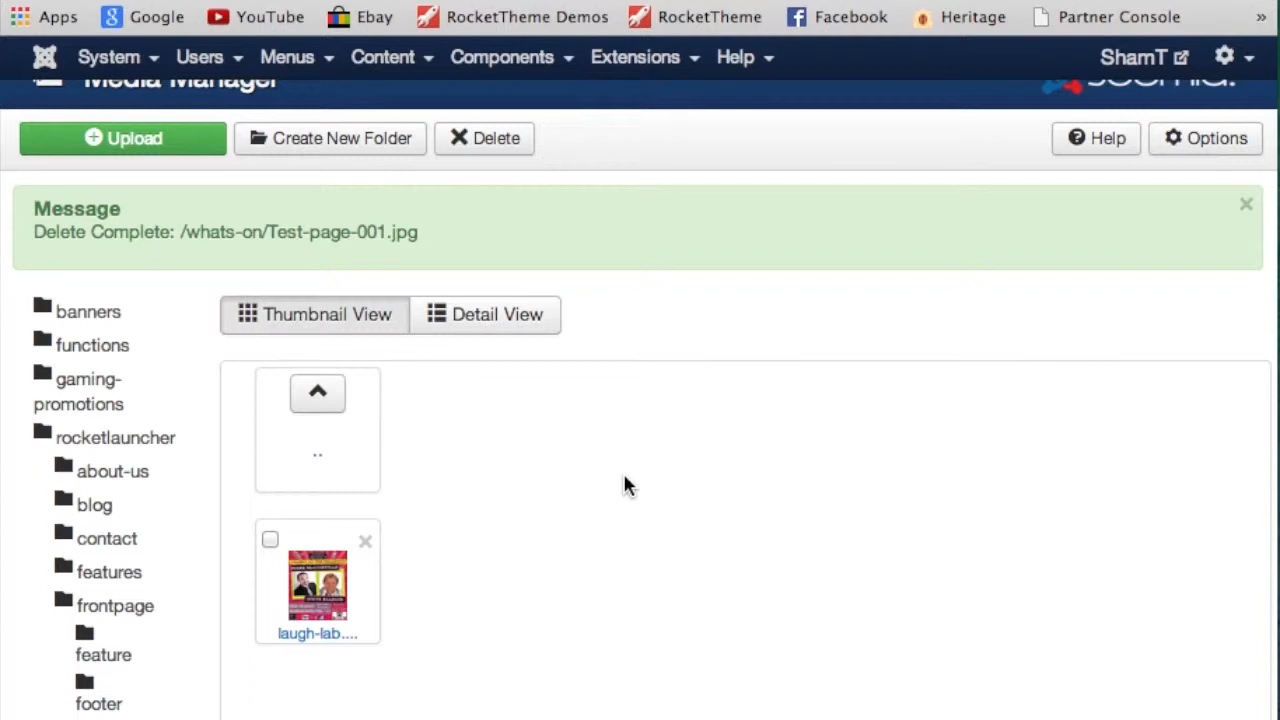 Apps Google YouTube Ebay RocketTheme Demos RocketTheme Facebook Heritage Partner Console »
System Users Menus Content Components Extensions Help ShamT
Media Manager Joomla!
Upload Create New Folder Delete Help Options
Message
Delete Complete: /whats-on/Test-page-001.jpg
banners
Thumbnail View Detail View
functions
gaming-
promotions
rocketlauncher
about-us
..
blog
contact
features
frontpage
laugh-lab....
feature
footer